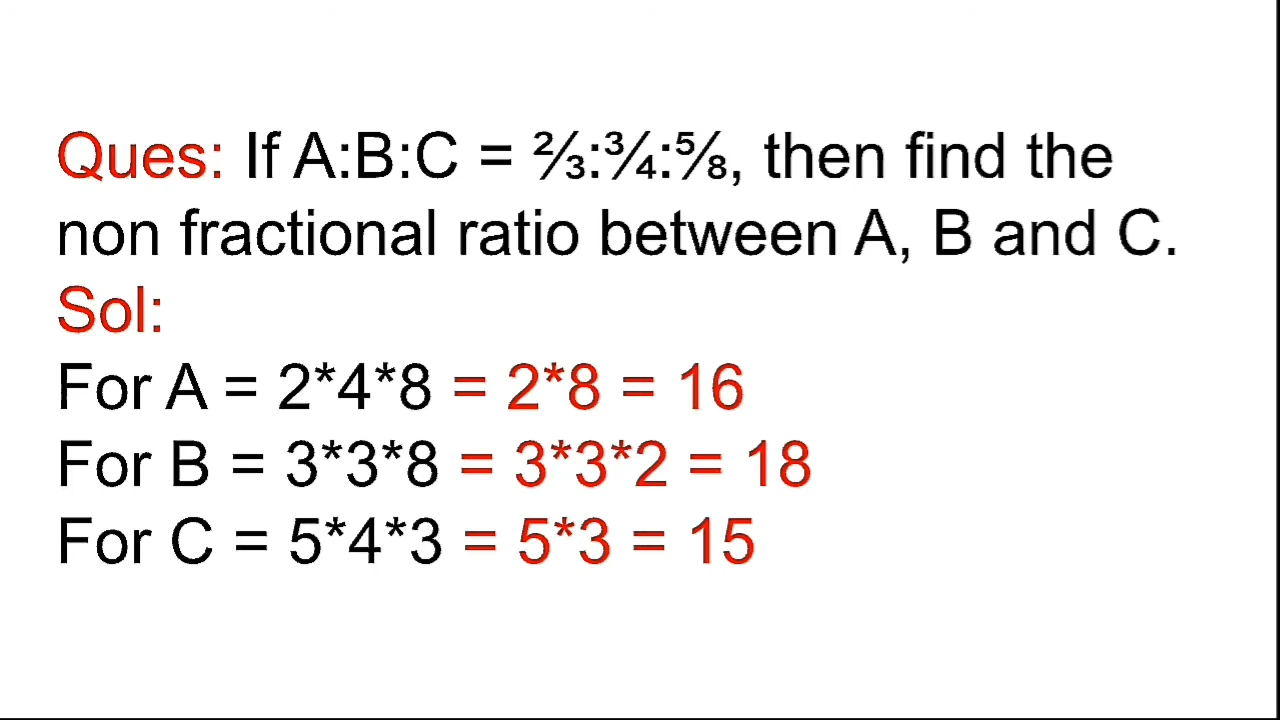 Ques: If A:B:C = ⅔:¾:⅝, then find the
non fractional ratio between A, B and C.
Sol:
For A = 2*4*8 = 2*8 = 16
For B = 3*3*8 = 3*3*2 = 18
For C = 5*4*3 = 5*3 = 15